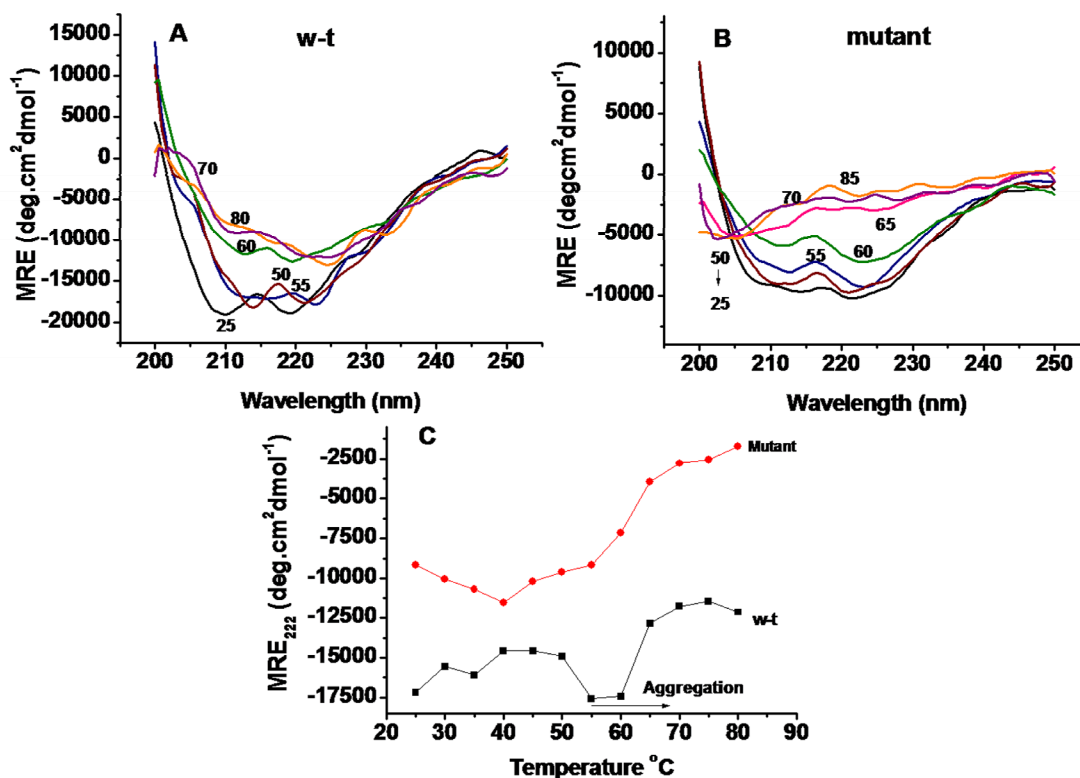 A
w-t
MRE (deg.cm²dmol⁻¹)
15000
10000
5000
0
-5000
-10000
-15000
-20000
70
80
60
50
55
25
200 210 220 230 240 250
Wavelength (nm)
B
mutant
MRE (degcm²dmol⁻¹)
10000
5000
0
-5000
-10000
85
70
65
60
50
55
25
200 210 220 230 240 250
Wavelength (nm)
C
MRE₂₂₂ (deg.cm²dmol⁻¹)
-2500
-5000
-7500
-10000
-12500
-15000
-17500
Mutant
w-t
Aggregation
20 30 40 50 60 70 80 90
Temperature °C